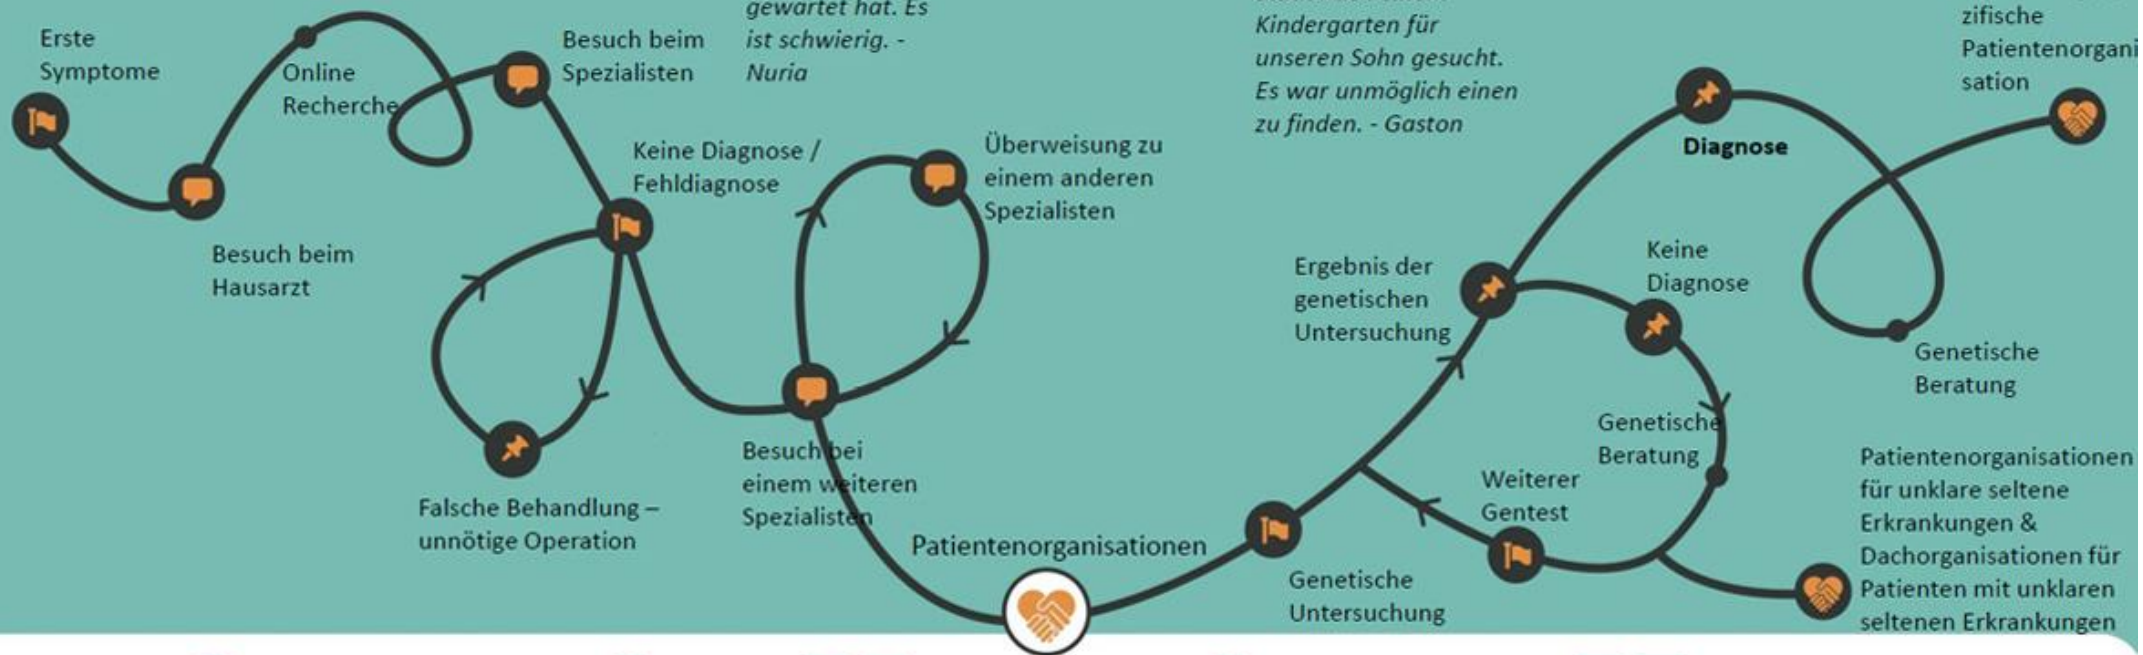 Erste
Symptome
Besuch beim
Hausarzt
Online
Recherche
Besuch beim
Spezialisten
gewartet hat. Es
ist schwierig. -
Nuria
Keine Diagnose /
Fehldiagnose
Falsche Behandlung –
unnötige Operation
Überweisung zu
einem anderen
Spezialisten
Besuch bei
einem weiteren
Spezialisten
Patientenorganisationen
Genetische
Untersuchung
Kindergarten für
unseren Sohn gesucht.
Es war unmöglich einen
zu finden. - Gaston
Ergebnis der
genetischen
Untersuchung
Keine
Diagnose
Genetische
Beratung
Weiterer
Gentest
Patientenorganisationen
für unklare seltene
Erkrankungen &
Dachorganisationen für
Patienten mit unklaren
seltenen Erkrankungen
Diagnose
Genetische
Beratung
zifische
Patientenorgani
sation